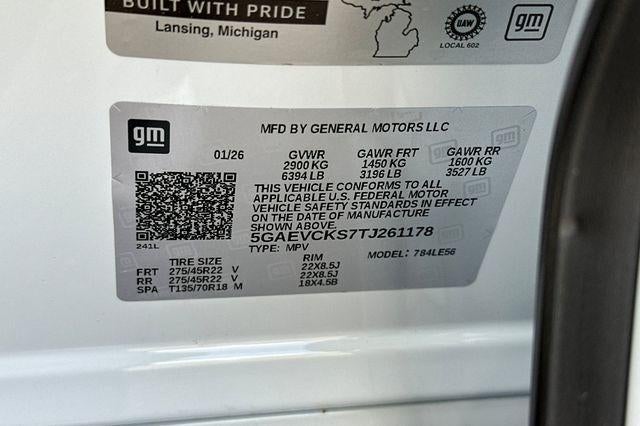 BUILT WITH PRIDE
Lansing, Michigan
UAW
LOCAL 602
gm
gm
MFD BY GENERAL MOTORS LLC
01/26 GVWR GAWR FRT GAWR RR
2900 KG 1450 KG 1600 KG
6394 LB 3196 LB 3527 LB
THIS VEHICLE CONFORMS TO ALL
APPLICABLE U.S. FEDERAL MOTOR
VEHICLE SAFETY STANDARDS IN EFFECT
ON THE DATE OF MANUFACTURE
SHOWN ABOVE.
241L
5GAEVCKS7TJ261178
TYPE: MPV MODEL: 784LE56
TIRE SIZE RIM
FRT 275/45R22 V 22X8.5J
RR 275/45R22 V 22X8.5J
SPA T135/70R18 M 18X4.5B